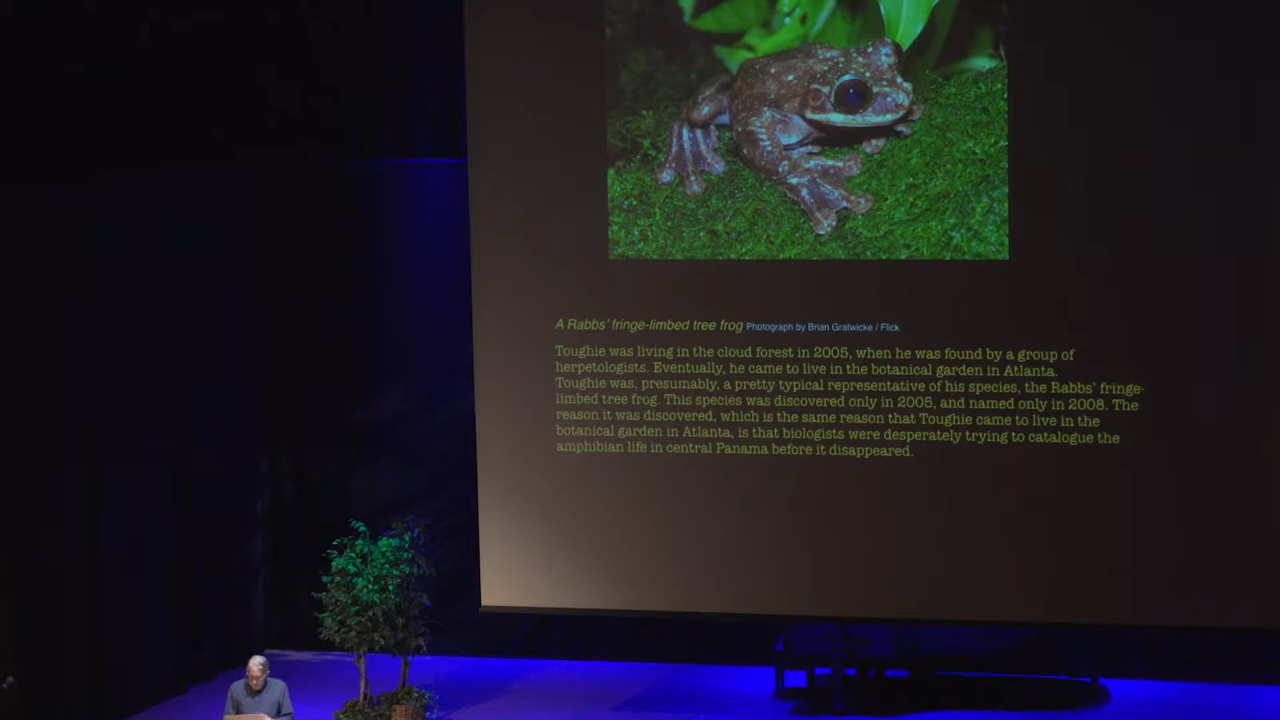 A Rabbs' fringe-limbed tree frog Photograph by Brian Gratwicke / Flick
Toughie was living in the cloud forest in 2005, when he was found by a group of
herpetologists. Eventually, he came to live in the botanical garden in Atlanta.
Toughie was, presumably, a pretty typical representative of his species, the Rabbs' fringe-
limbed tree frog. This species was discovered only in 2005, and named only in 2008. The
reason it was discovered, which is the same reason that Toughie came to live in the
botanical garden in Atlanta, is that biologists were desperately trying to catalogue the
amphibian life in central Panama before it disappeared.